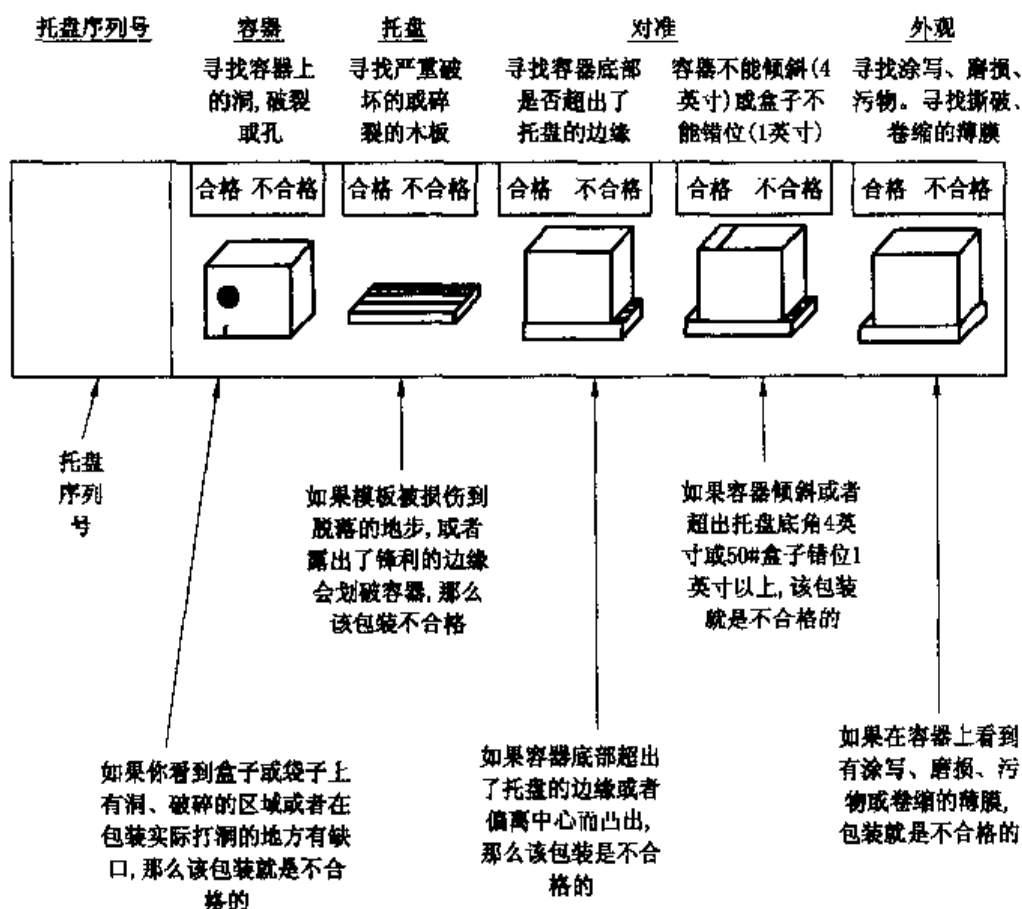 托盘序列号
容器
托盘
对准
外观
寻找容器上
的洞,破裂
或孔
寻找严重破
坏的或碎
裂的木板
寻找容器底部
是否超出了
托盘的边缘
容器不能倾斜(4
英寸)或盒子不
能错位(1英寸)
寻找涂写、磨损、
污物。寻找撕破、
卷缩的薄膜
合格 不合格
合格 不合格
合格 不合格
合格 不合格
合格 不合格
托盘
序列
号
如果模板被损伤到
脱落的地步,或者
露出了锋利的边缘
会划破容器,那么
该包装不合格
如果容器倾斜或者
超出托盘底角4英
寸或50#盒子错位1
英寸以上,该包装
就是不合格的
如果你看到盒子或袋子上
有洞、破碎的区域或者在
包装实际打洞的地方有缺
口,那么该包装就是不合
格的
如果容器底部超出
了托盘的边缘或者
偏离中心而凸出,
那么该包装是不合
格的
如果在容器上看到
有涂写、磨损、污
物或卷缩的薄膜,
包装就是不合格的